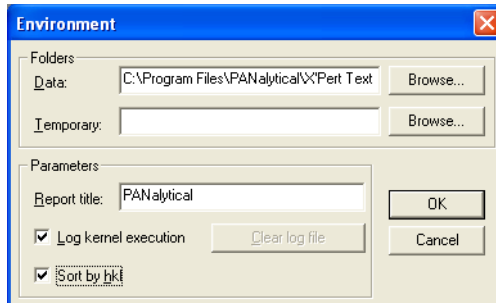 Environment
Folders
Data: C:\Program Files\PANalytical\X'Pert Text Browse...
Temporary: Browse...
Parameters
Report title: PANalytical OK
Log kernel execution Clear log file Cancel
Sort by hkl